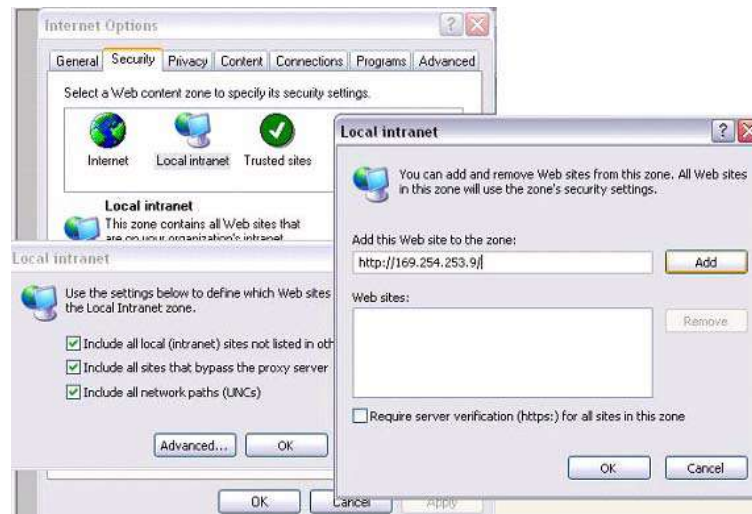 Internet Options
General Security Privacy Content Connections Programs Advanced
Select a Web content zone to specify its security settings.
Internet Local intranet Trusted sites
Local intranet
This zone contains all Web sites that
are on your organization's intranet
Local intranet
Use the settings below to define which Web sites
the Local Intranet zone.
Include all local (intranet) sites not listed in oth
Include all sites that bypass the proxy server
Include all network paths (UNCs)
Advanced... OK
OK Cancel Apply
Local intranet
You can add and remove Web sites from this zone. All Web sites
in this zone will use the zone's security settings.
Add this Web site to the zone:
http://169.254.253.9/ Add
Web sites:
Remove
Require server verification (https:) for all sites in this zone
OK Cancel